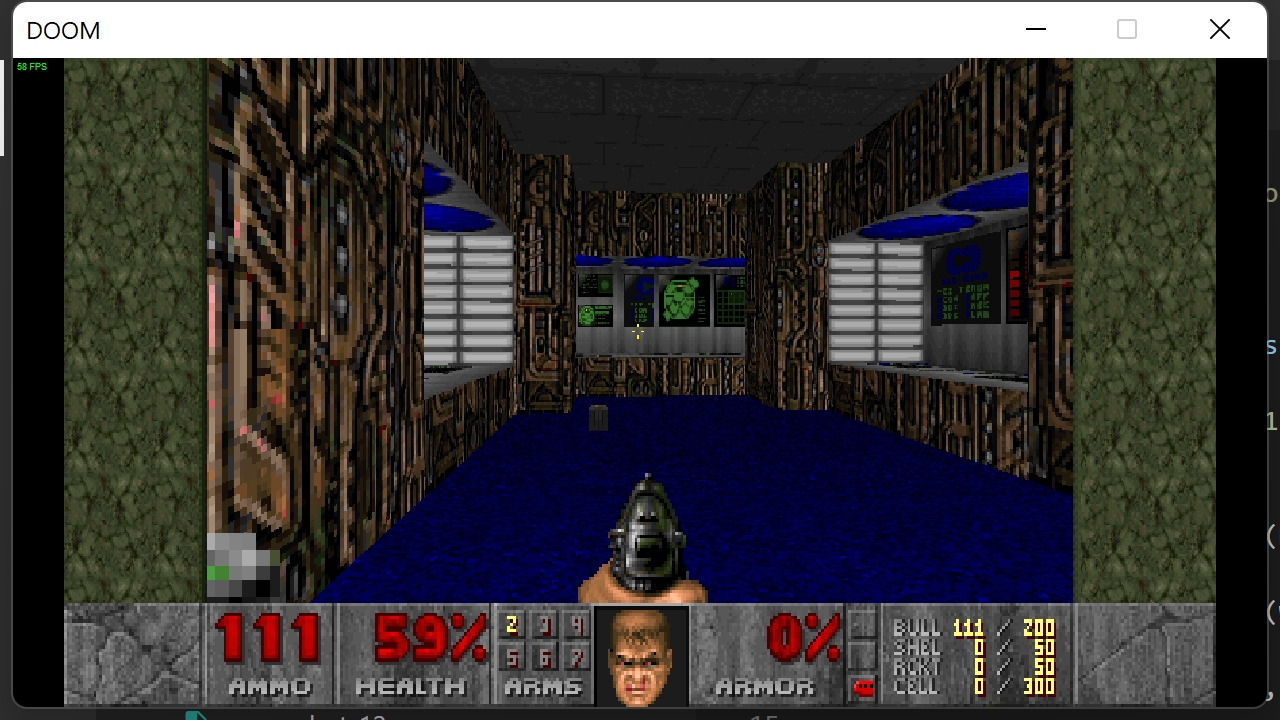 DOOM
58 FPS
111
AMMO
59%
HEALTH
2 3 4
5 6 7
ARMS
0%
ARMOR
BULL 111 / 200
SHEL 0 / 50
RCKT 0 / 50
CELL 0 / 300